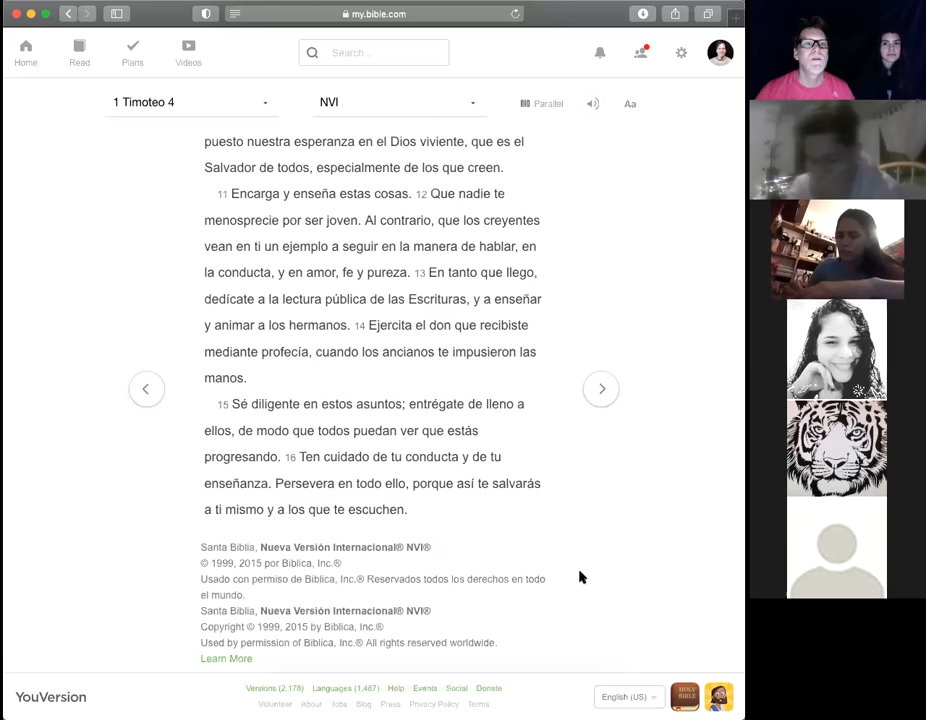 my.bible.com
Home
Read
Plans
Videos
Search...
1 Timoteo 4
NVI
Parallel
Aa
puesto nuestra esperanza en el Dios viviente, que es el
Salvador de todos, especialmente de los que creen.
11 Encarga y enseña estas cosas. 12 Que nadie te
menosprecie por ser joven. Al contrario, que los creyentes
vean en ti un ejemplo a seguir en la manera de hablar, en
la conducta, y en amor, fe y pureza. 13 En tanto que llego,
dedícate a la lectura pública de las Escrituras, y a enseñar
y animar a los hermanos. 14 Ejercita el don que recibiste
mediante profecía, cuando los ancianos te impusieron las
manos.
15 Sé diligente en estos asuntos; entrégate de lleno a
ellos, de modo que todos puedan ver que estás
progresando. 16 Ten cuidado de tu conducta y de tu
enseñanza. Persevera en todo ello, porque así te salvarás
a ti mismo y a los que te escuchen.
Santa Biblia, Nueva Versión Internacional® NVI®
© 1999, 2015 por Biblica, Inc.®
Usado con permiso de Biblica, Inc.® Reservados todos los derechos en todo
el mundo.
Santa Biblia, Nueva Versión Internacional® NVI®
Copyright © 1999, 2015 by Biblica, Inc.®
Used by permission of Biblica, Inc.® All rights reserved worldwide.
Learn More
YouVersion
Versions (2,178) Languages (1,487) Help Events Social Donate
Volunteer About Jobs Blog Press Privacy Policy Terms
English (US)
HOLY
BIBLE